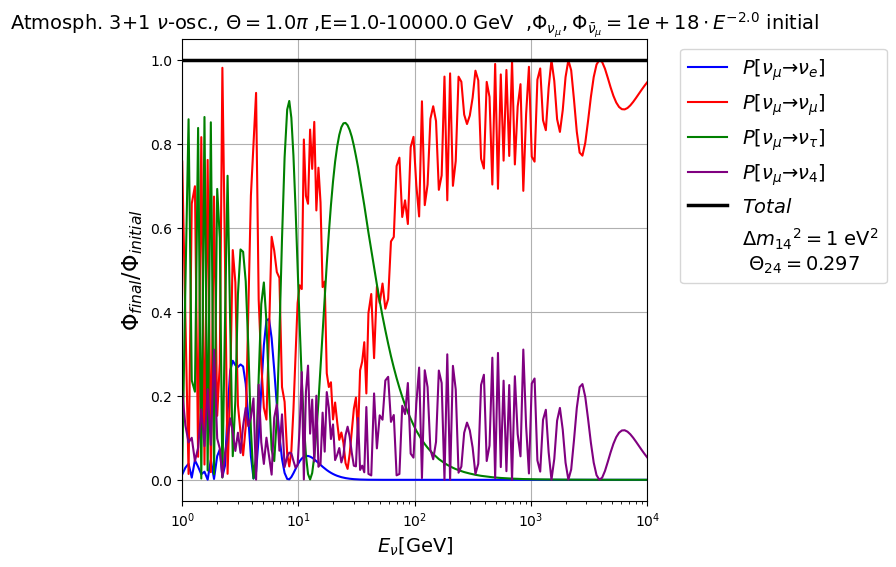 Atmosph. 3+1 ν-osc., Θ = 1.0π ,E=1.0-10000.0 GeV ,Φ_{ν_μ}, Φ_{ν̄_μ} = 1e + 18 · E^{−2.0} initial
1.0
0.8
0.6
0.4
0.2
0.0
Φ_{final}/Φ_{initial}
10^0
10^1
10^2
10^3
10^4
E_ν[GeV]
P[ν_μ→ν_e]
P[ν_μ→ν_μ]
P[ν_μ→ν_τ]
P[ν_μ→ν_4]
Total
Δm_{14}^2 = 1 eV^2
Θ_{24} = 0.297